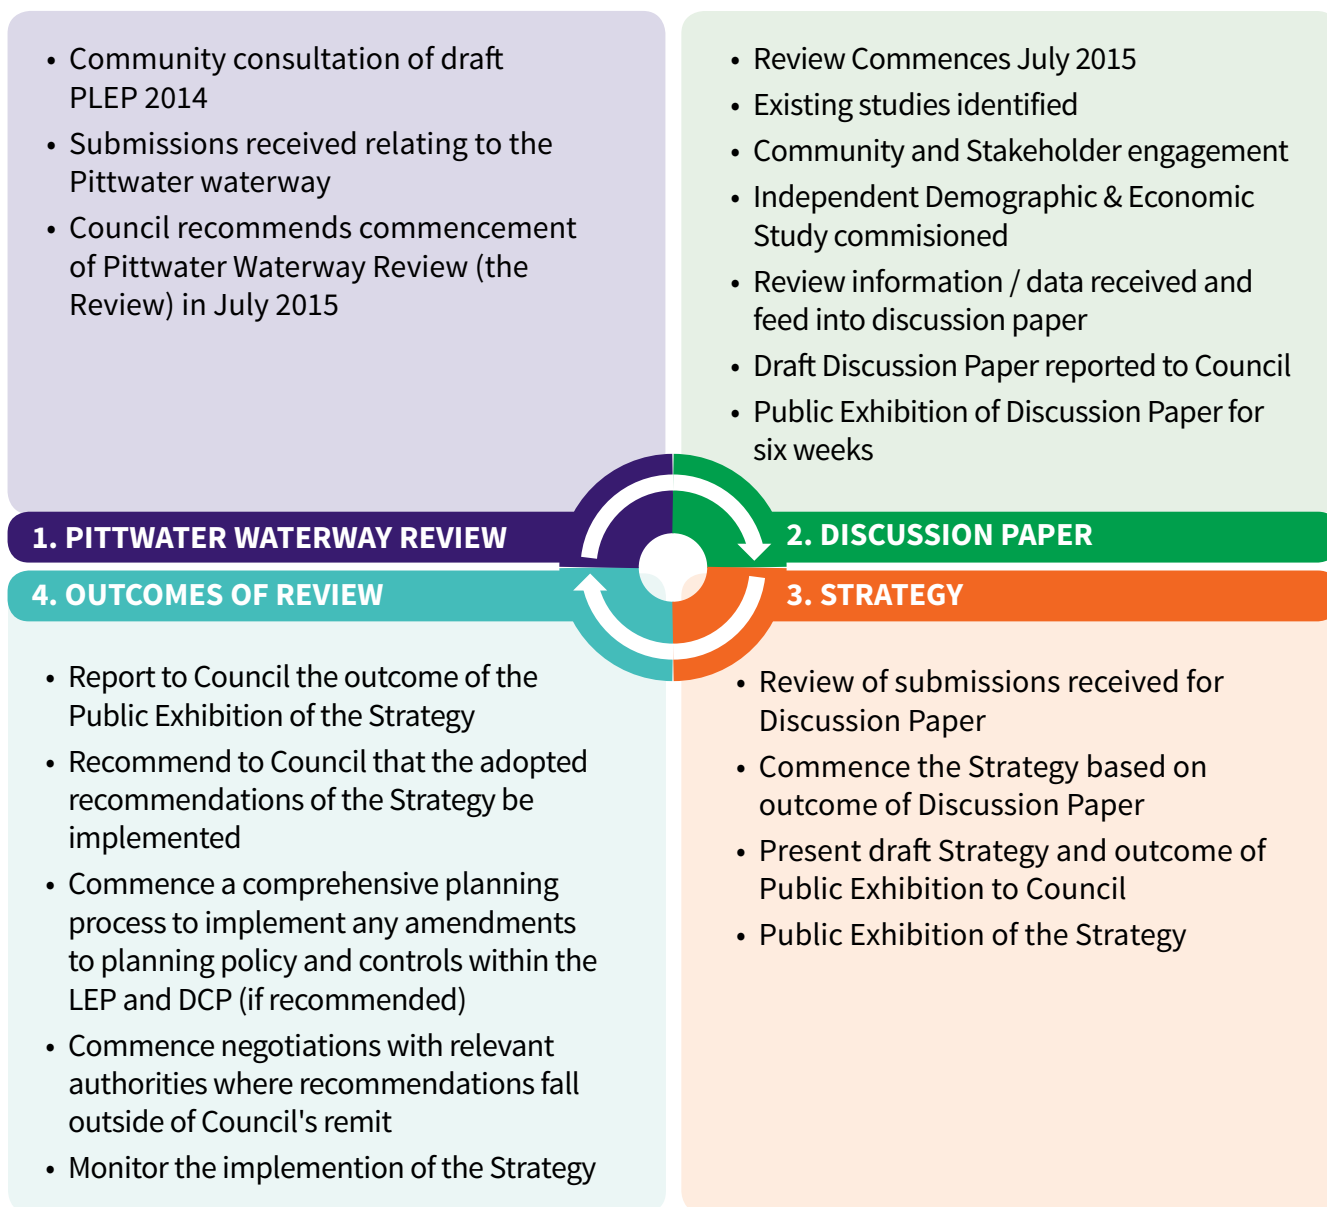 • Community consultation of draft
PLEP 2014
• Submissions received relating to the
Pittwater waterway
• Council recommends commencement
of Pittwater Waterway Review (the
Review) in July 2015
1. PITTWATER WATERWAY REVIEW
• Review Commences July 2015
• Existing studies identified
• Community and Stakeholder engagement
• Independent Demographic & Economic
Study commisioned
• Review information / data received and
feed into discussion paper
• Draft Discussion Paper reported to Council
• Public Exhibition of Discussion Paper for
six weeks
2. DISCUSSION PAPER
3. STRATEGY
• Review of submissions received for
Discussion Paper
• Commence the Strategy based on
outcome of Discussion Paper
• Present draft Strategy and outcome of
Public Exhibition to Council
• Public Exhibition of the Strategy
4. OUTCOMES OF REVIEW
• Report to Council the outcome of the
Public Exhibition of the Strategy
• Recommend to Council that the adopted
recommendations of the Strategy be
implemented
• Commence a comprehensive planning
process to implement any amendments
to planning policy and controls within the
LEP and DCP (if recommended)
• Commence negotiations with relevant
authorities where recommendations fall
outside of Council's remit
• Monitor the implemention of the Strategy